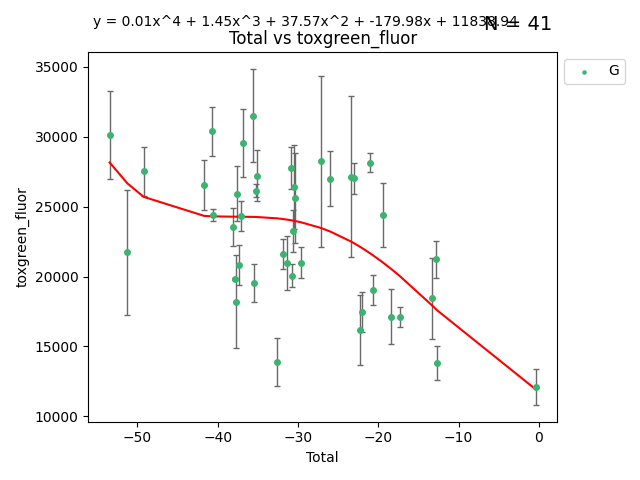 y = 0.01x^4 + 1.45x^3 + 37.57x^2 + -179.98x + 11838.94
N = 41
Total vs toxgreen_fluor
G
35000
30000
25000
20000
15000
10000
toxgreen_fluor
−50
−40
−30
−20
−10
0
Total